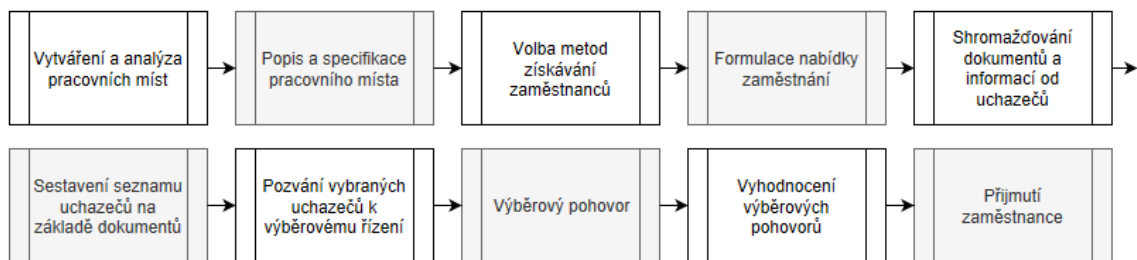 Vytváření a analýza
pracovních míst
Popis a specifikace
pracovního místa
Volba metod
získávání
zaměstnanců
Formulace nabídky
zaměstnání
Shromažďování
dokumentů a
informací od
uchazečů
Sestavení seznamu
uchazečů na
základě dokumentů
Pozvání vybraných
uchazečů k
výběrovému řízení
Výběrový pohovor
Vyhodnocení
výběrových
pohovorů
Přijmutí
zaměstnance